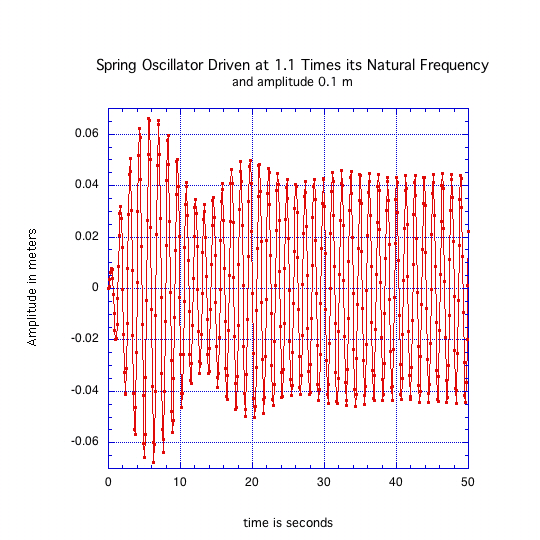 Spring Oscillator Driven at 1.1 Times its Natural Frequency
and amplitude 0.1 m
0.06
0.04
0.02
0
-0.02
-0.04
-0.06
Amplitude in meters
0 10 20 30 40 50
time is seconds